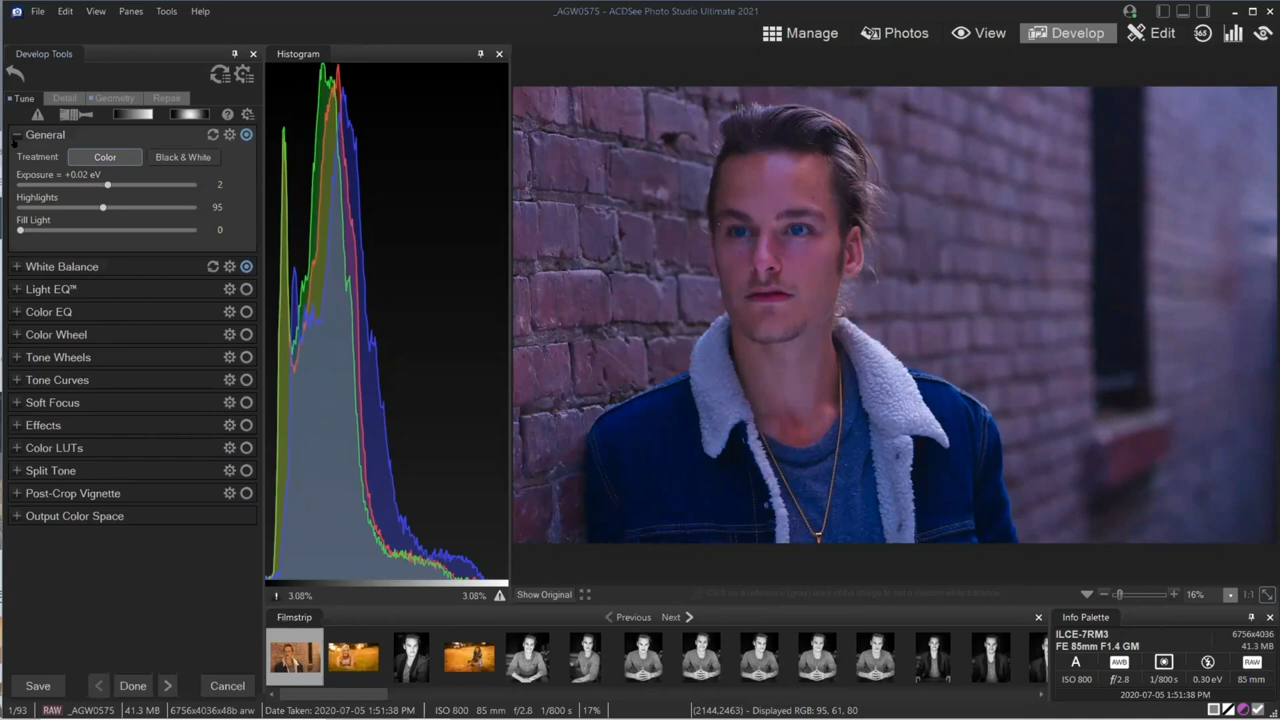 File Edit View Panes Tools Help
_AGW0575 - ACDSee Photo Studio Ultimate 2021
Manage Photos View Develop Edit 365
Develop Tools
Histogram
Tune Detail Geometry Repair
General
Treatment Color Black & White
Exposure = +0.02 eV
2
Highlights
95
Fill Light
0
White Balance
Light EQ™
Color EQ
Color Wheel
Tone Wheels
Tone Curves
Soft Focus
Effects
Color LUTs
Split Tone
Post-Crop Vignette
Output Color Space
3.08% 3.08%
Show Original
16% 1:1
Filmstrip
Previous Next
Info Palette
ILCE-7RM3 6756x4036
FE 85mm F1.4 GM 41.3 MB
A AWB RAW
ISO 800 f/2.8 1/800 s 0.30 eV 85 mm
2020-07-05 1:51:38 PM
Save Done Cancel
1/93 RAW _AGW0575 41.3 MB 6756x4036x48b arw Date Taken: 2020-07-05 1:51:38 PM ISO 800 85 mm f/2.8 1/800 s 17% (2144,2463) - Displayed RGB: 95, 61, 80